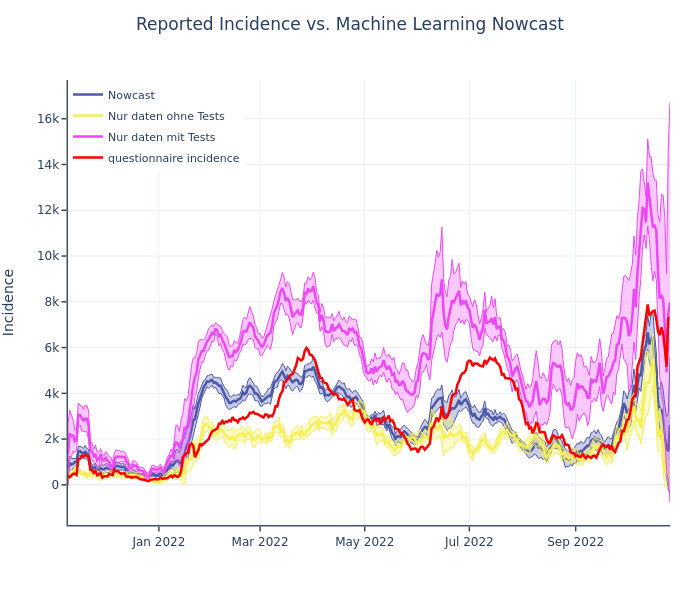 Reported Incidence vs. Machine Learning Nowcast
Nowcast
Nur daten ohne Tests
Nur daten mit Tests
questionnaire incidence
Incidence
16k
14k
12k
10k
8k
6k
4k
2k
0
Jan 2022
Mar 2022
May 2022
Jul 2022
Sep 2022